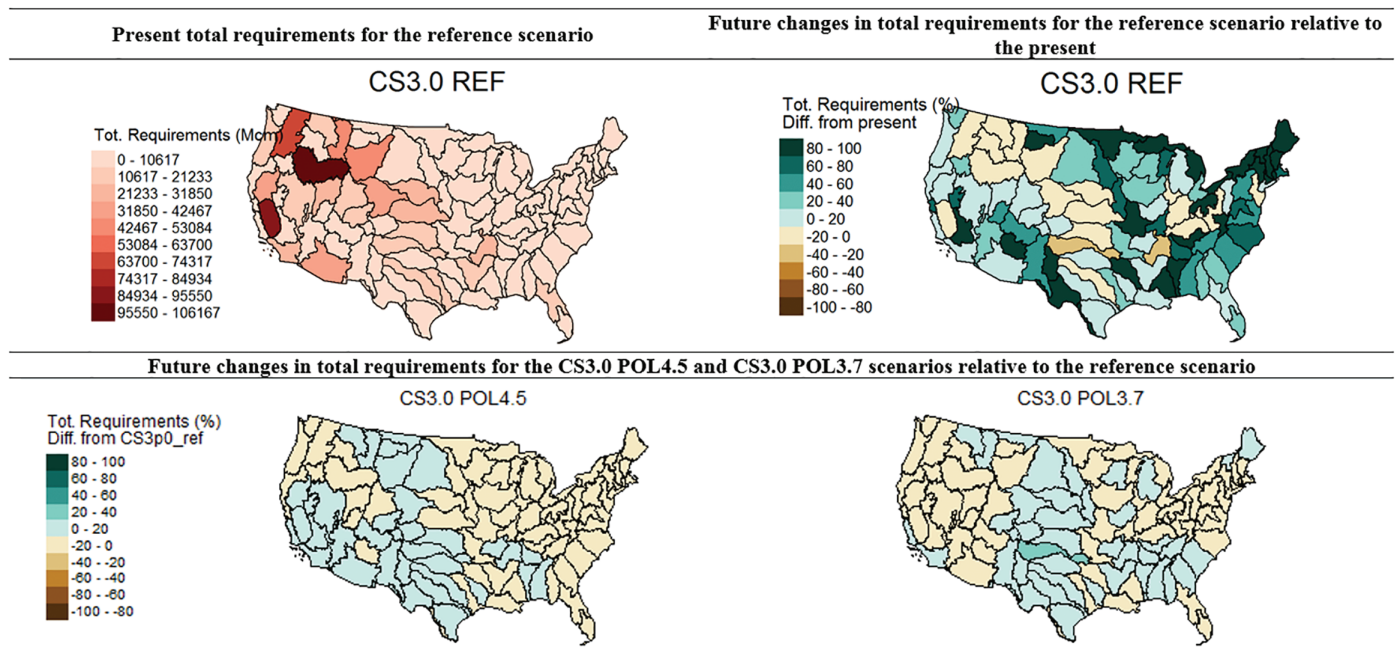 Present total requirements for the reference scenario
Future changes in total requirements for the reference scenario relative to
the present
CS3.0 REF
Tot. Requirements (Mcm)
0 - 10617
10617 - 21233
21233 - 31850
31850 - 42467
42467 - 53084
53084 - 63700
63700 - 74317
74317 - 84934
84934 - 95550
95550 - 106167
CS3.0 REF
Tot. Requirements (%)
Diff. from present
80 - 100
60 - 80
40 - 60
20 - 40
0 - 20
-20 - 0
-40 - -20
-60 - -40
-80 - -60
-100 - -80
Future changes in total requirements for the CS3.0 POL4.5 and CS3.0 POL3.7 scenarios relative to the reference scenario
CS3.0 POL4.5
CS3.0 POL3.7
Tot. Requirements (%)
Diff. from CS3p0_ref
80 - 100
60 - 80
40 - 60
20 - 40
0 - 20
-20 - 0
-40 - -20
-60 - -40
-80 - -60
-100 - -80